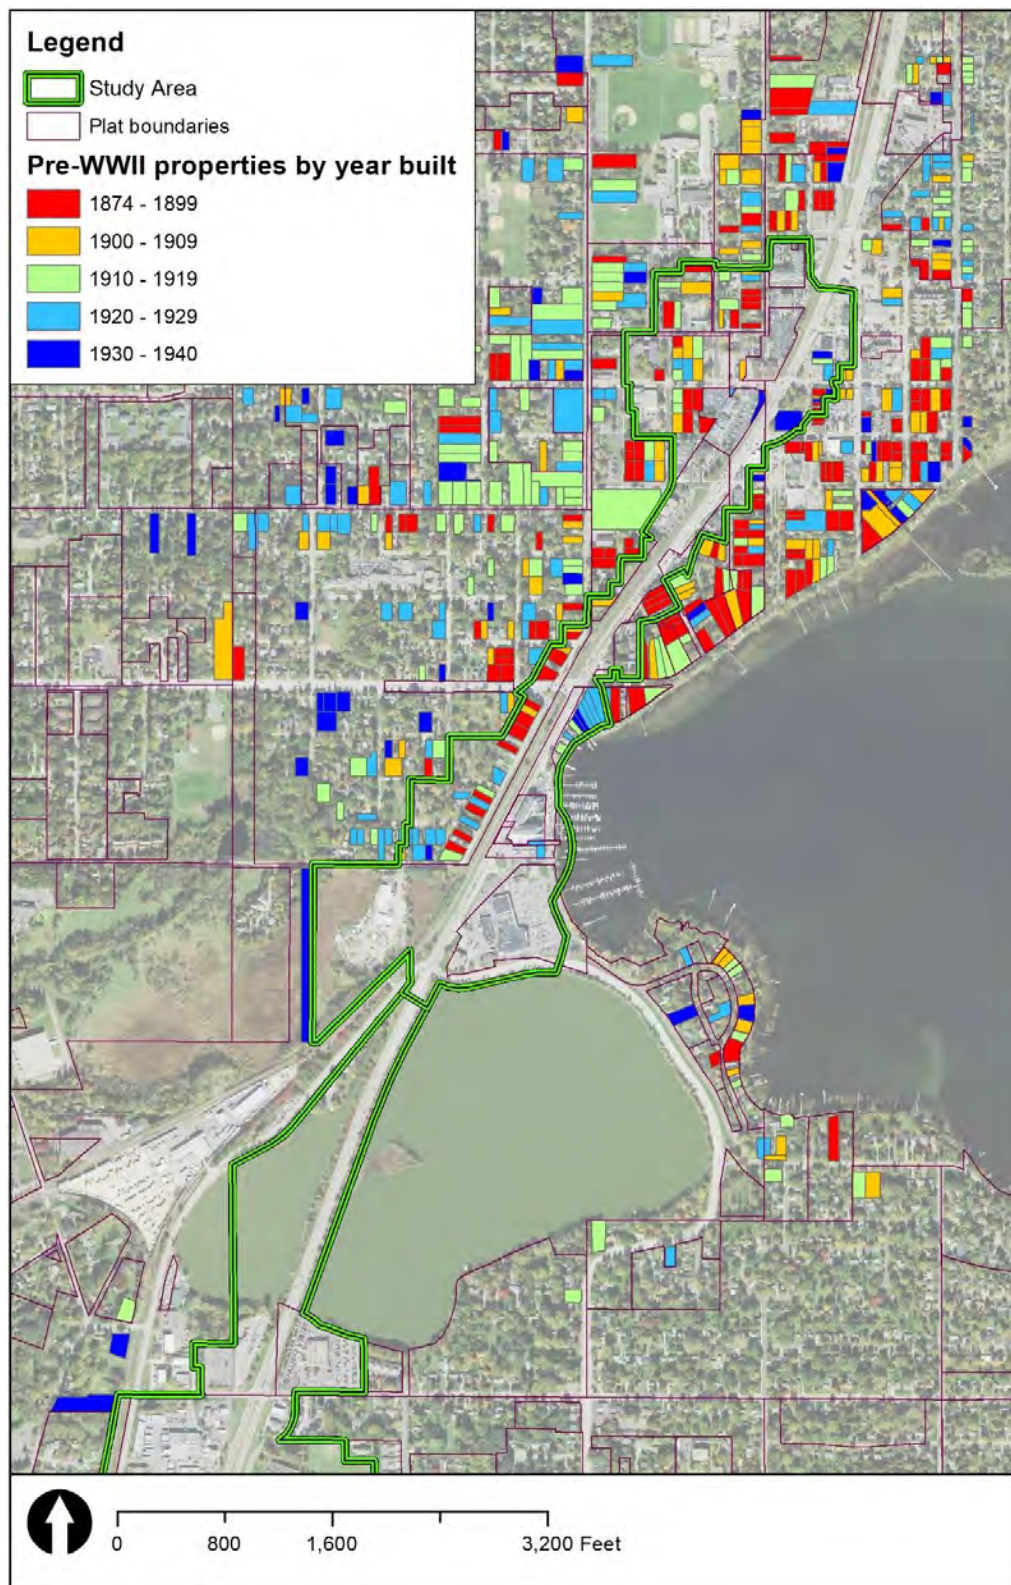 Legend
Study Area
Plat boundaries
Pre-WWII properties by year built
1874 - 1899
1900 - 1909
1910 - 1919
1920 - 1929
1930 - 1940
0 800 1,600 3,200 Feet